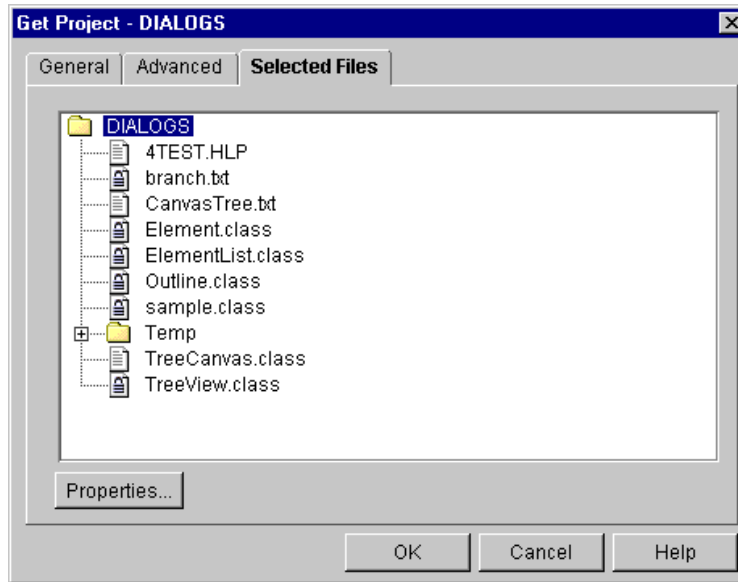 Get Project - DIALOGS
General Advanced Selected Files
DIALOGS
4TEST.HLP
branch.txt
CanvasTree.txt
Element.class
ElementList.class
Outline.class
sample.class
Temp
TreeCanvas.class
TreeView.class
Properties...
OK Cancel Help